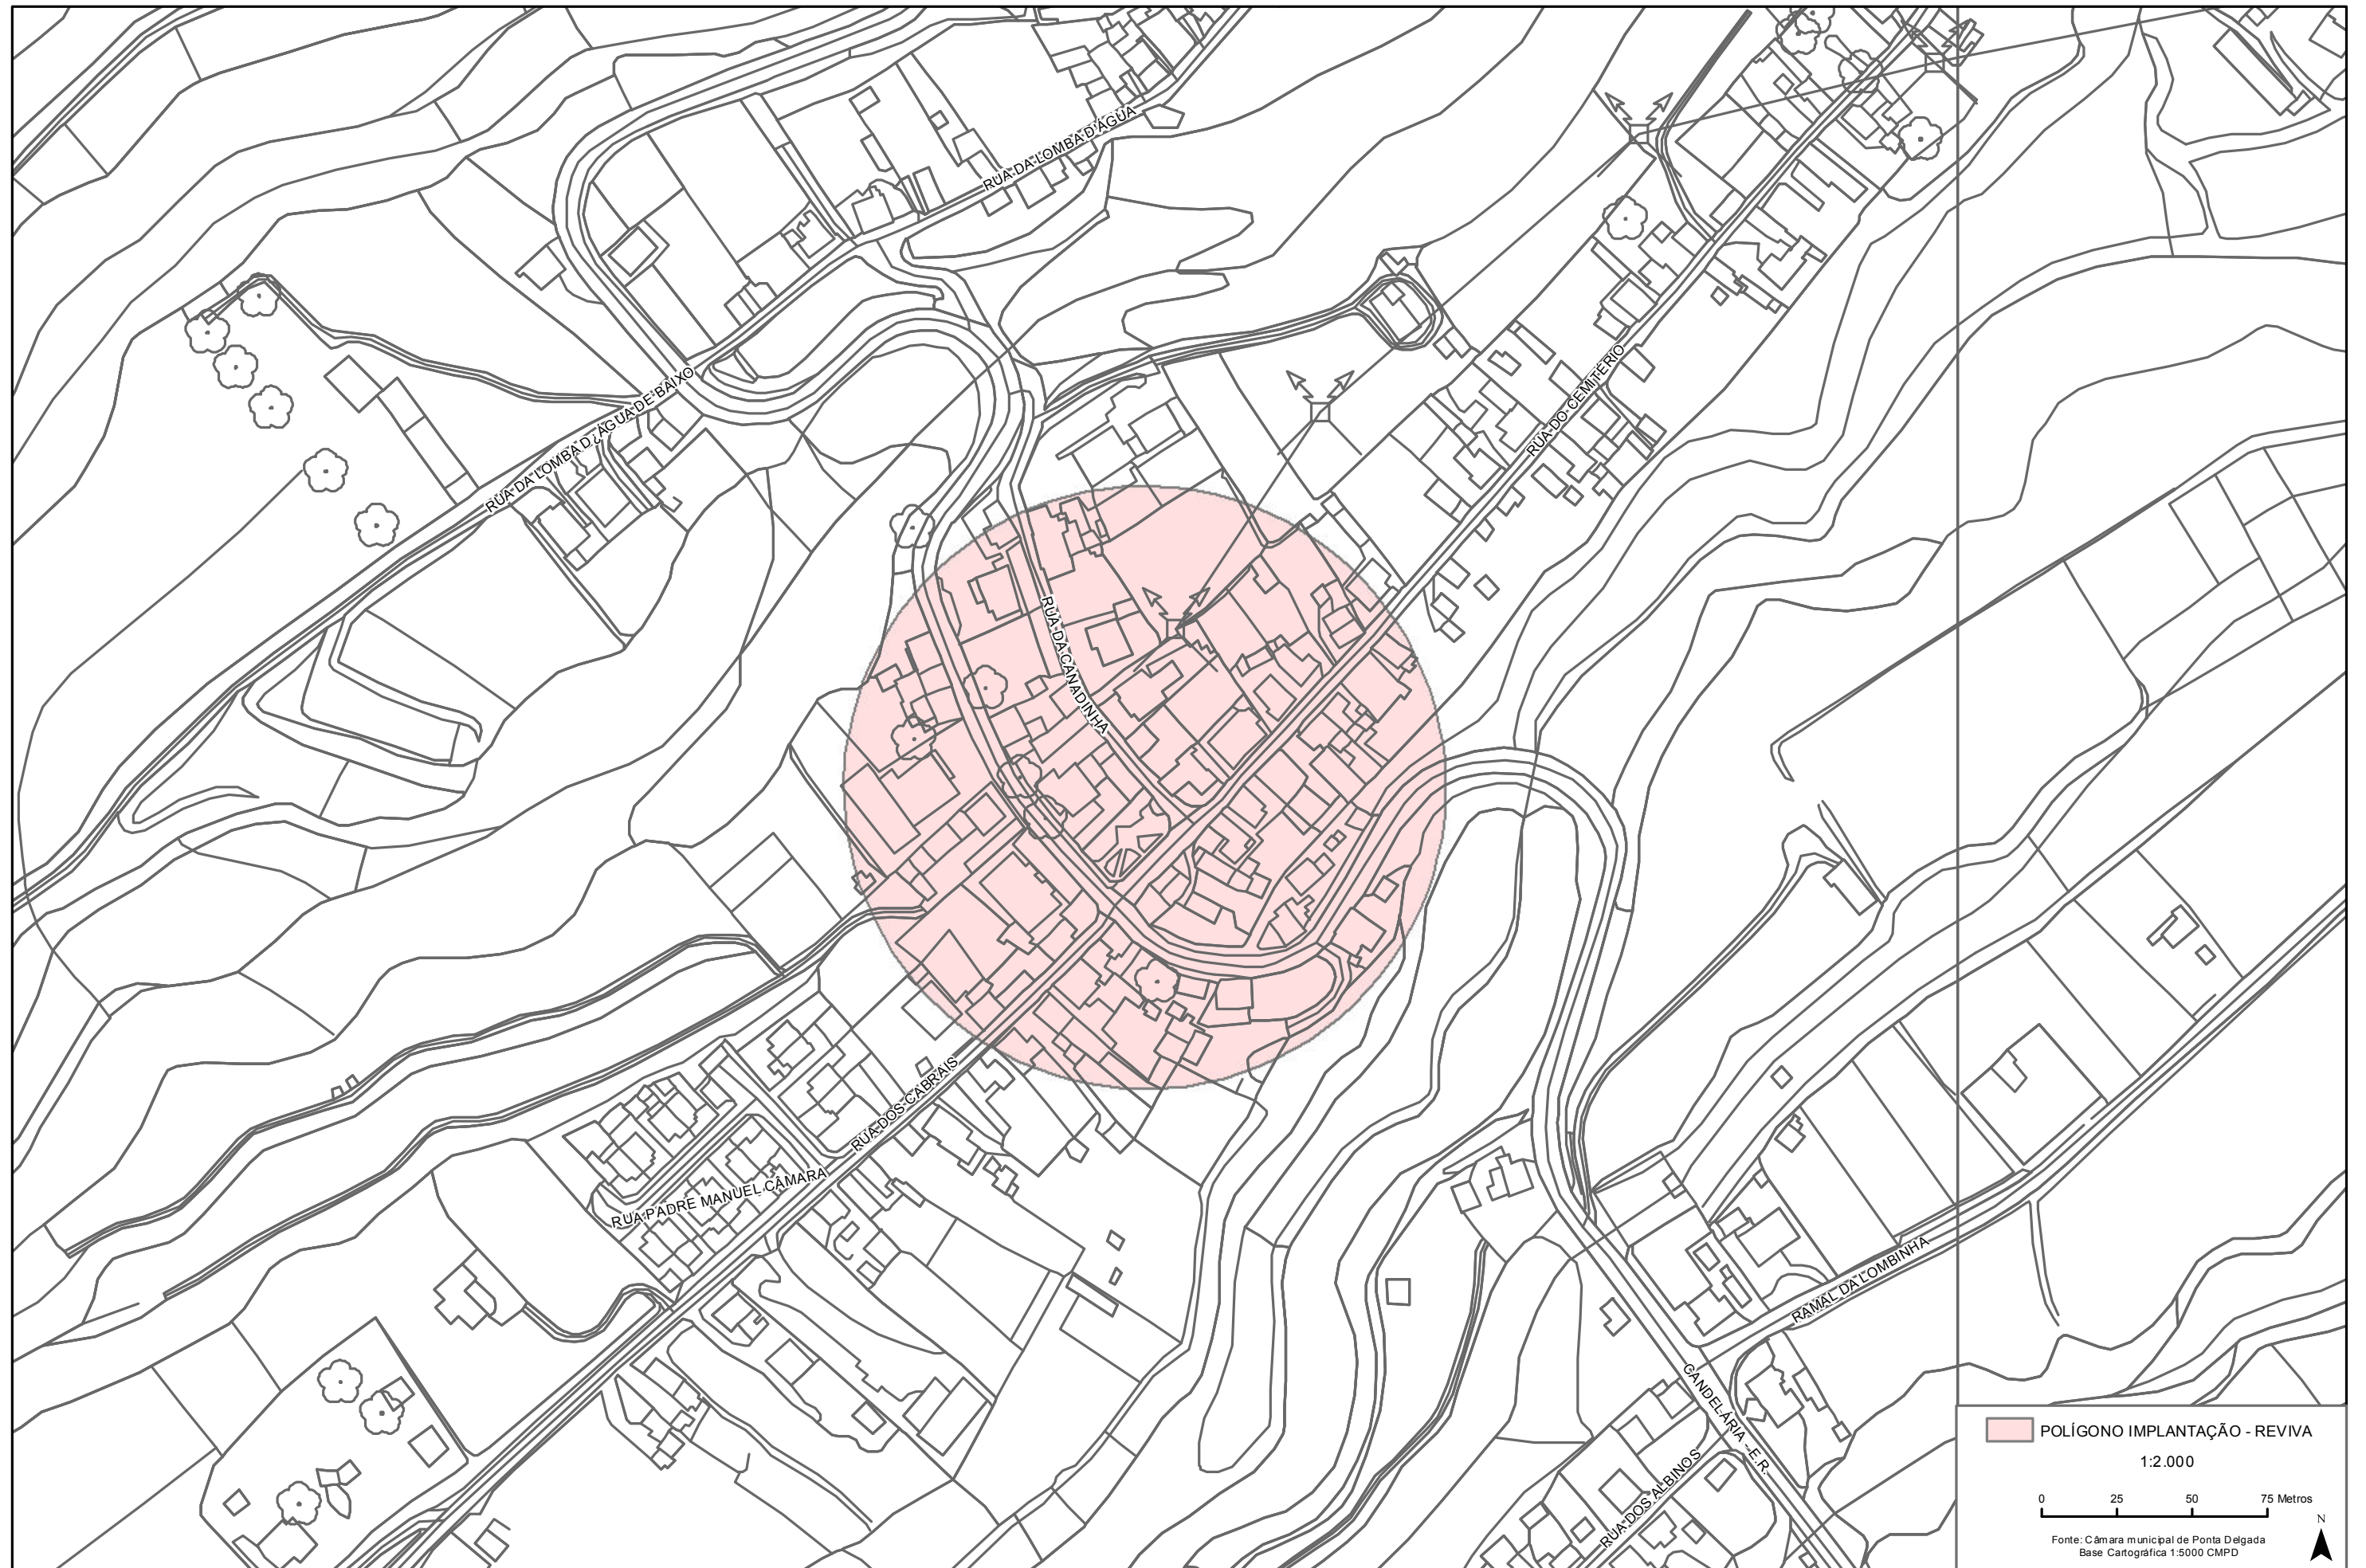 RUA DA LOMBA D'ÁGUA
RUA DA LOMBA D'ÁGUA DE BAIXO
RUA DO CEMITÉRIO
RUA DA CANADINHA
RUA DOS CABRAIS
RUA PADRE MANUEL CÂMARA
RAMAL DA LOMBINHA
CANDELÁRIA - E.R.
RUA DOS ALBINOS
POLÍGONO IMPLANTAÇÃO - REVIVA
1:2.000
0 25 50 75 Metros
N
Fonte: Câmara municipal de Ponta Delgada
Base Cartográfica 1:5000 CMPD